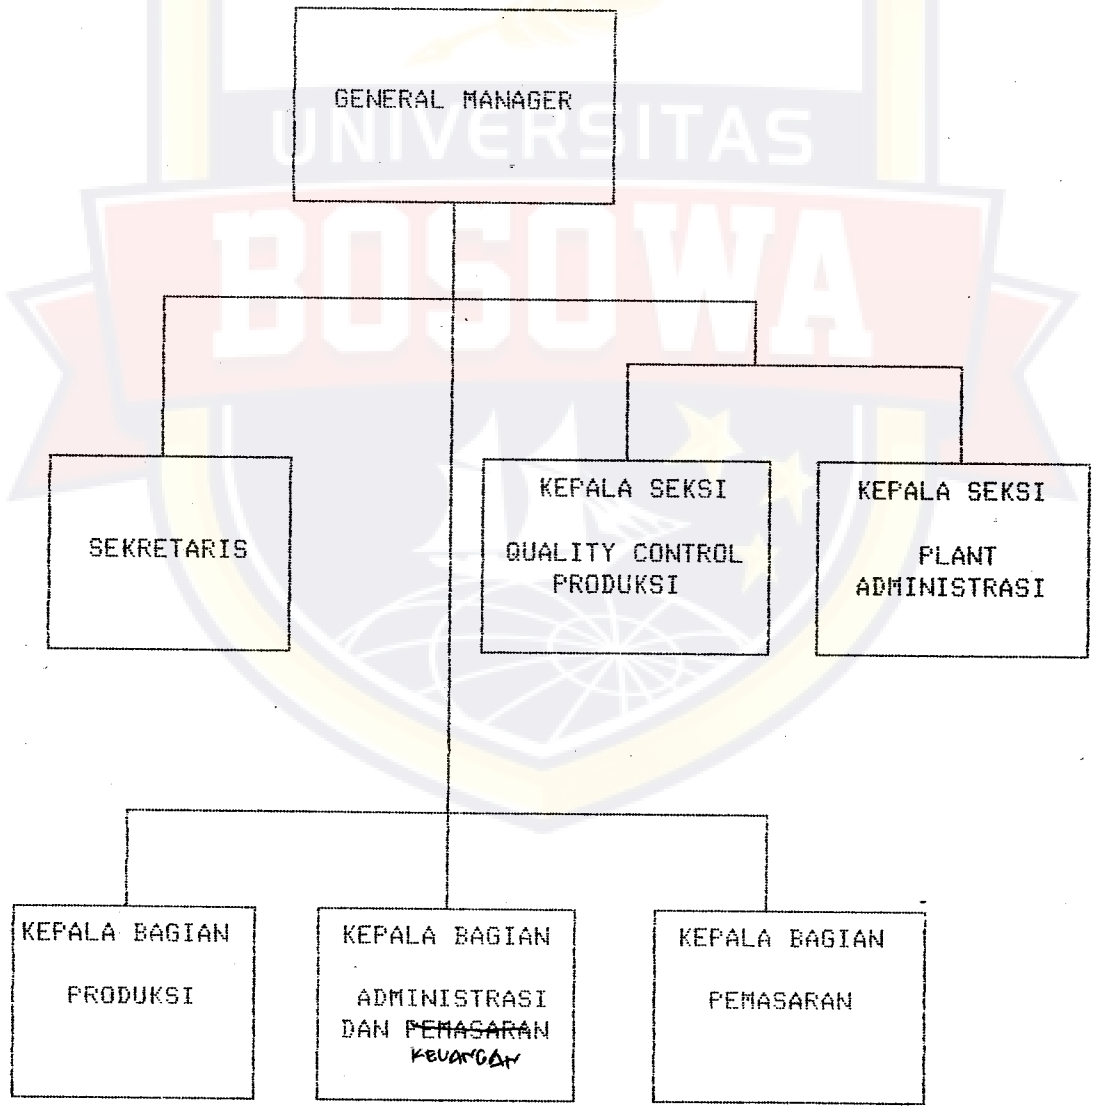 GENERAL MANAGER
UNIVERSITAS
BOSOWA
SEKRETARIS
KEPALA SEKSI
QUALITY CONTROL
PRODUKSI
KEPALA SEKSI
PLANT
ADMINISTRASI
KEPALA BAGIAN
PRODUKSI
KEPALA BAGIAN
ADMINISTRASI
DAN PEMASARAN
KEUANGAN
KEPALA BAGIAN
PEMASARAN